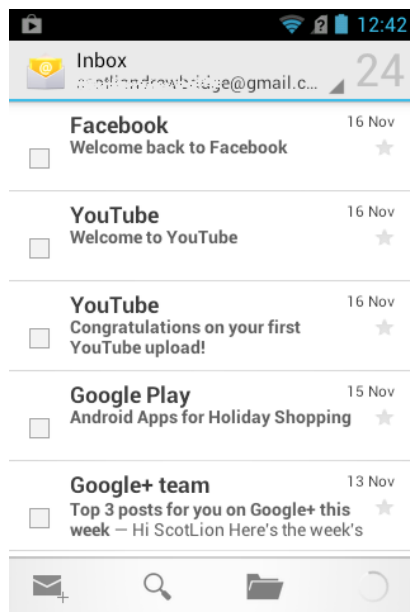 12:42
Inbox
24
Facebook
16 Nov
Welcome back to Facebook
YouTube
16 Nov
Welcome to YouTube
YouTube
16 Nov
Congratulations on your first
YouTube upload!
Google Play
15 Nov
Android Apps for Holiday Shopping
Google+ team
13 Nov
Top 3 posts for you on Google+ this
week — Hi ScotLion Here's the week's